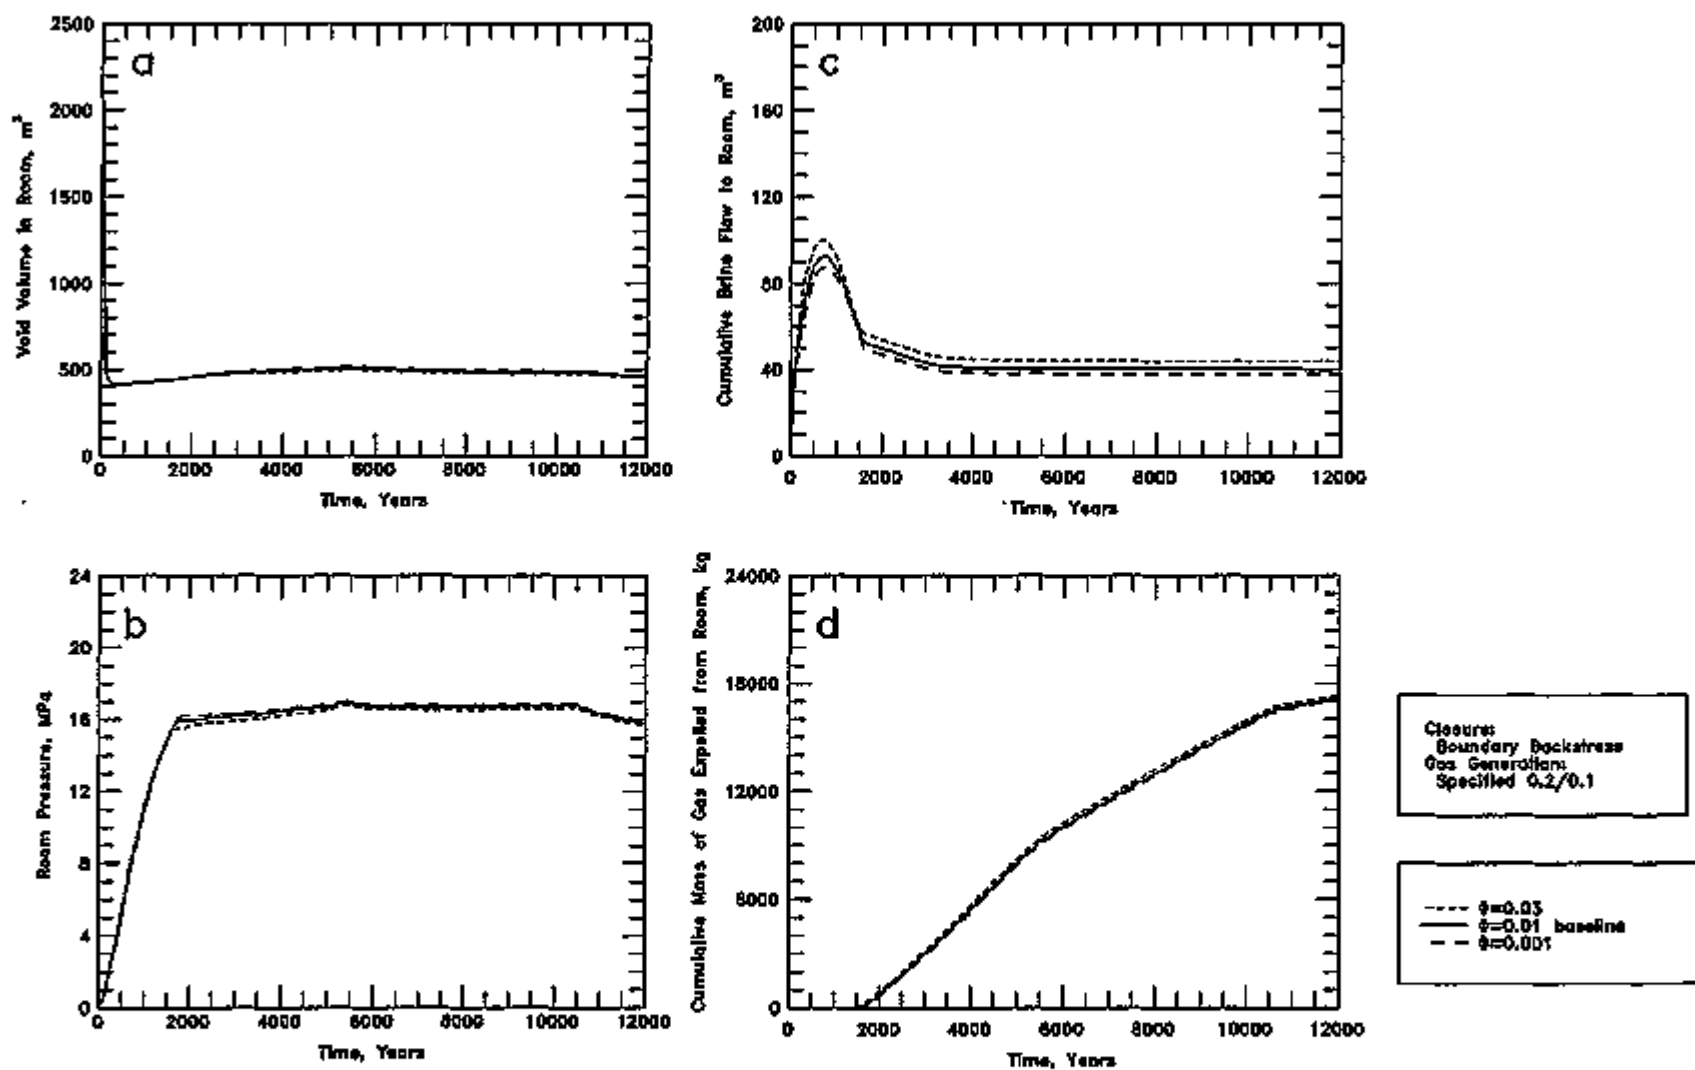 a
2500
2000
1500
1000
500
0
0 2000 4000 6000 8000 10000 12000
Void Volume in Room, m³
Time, Years
c
200
160
120
80
40
0
0 2000 4000 6000 8000 10000 12000
Cumulative Brine Flow to Room, m³
Time, Years
b
24
20
16
12
8
4
0
0 2000 4000 6000 8000 10000 12000
Room Pressure, MPa
Time, Years
d
24000
18000
12000
6000
0
0 2000 4000 6000 8000 10000 12000
Cumulative Mass of Gas Expelled from Room, kg
Time, Years
Closure:
Boundary Backstress
Gas Generation:
Specified 0.2/0.1
ϕ=0.03
ϕ=0.01 baseline
ϕ=0.001